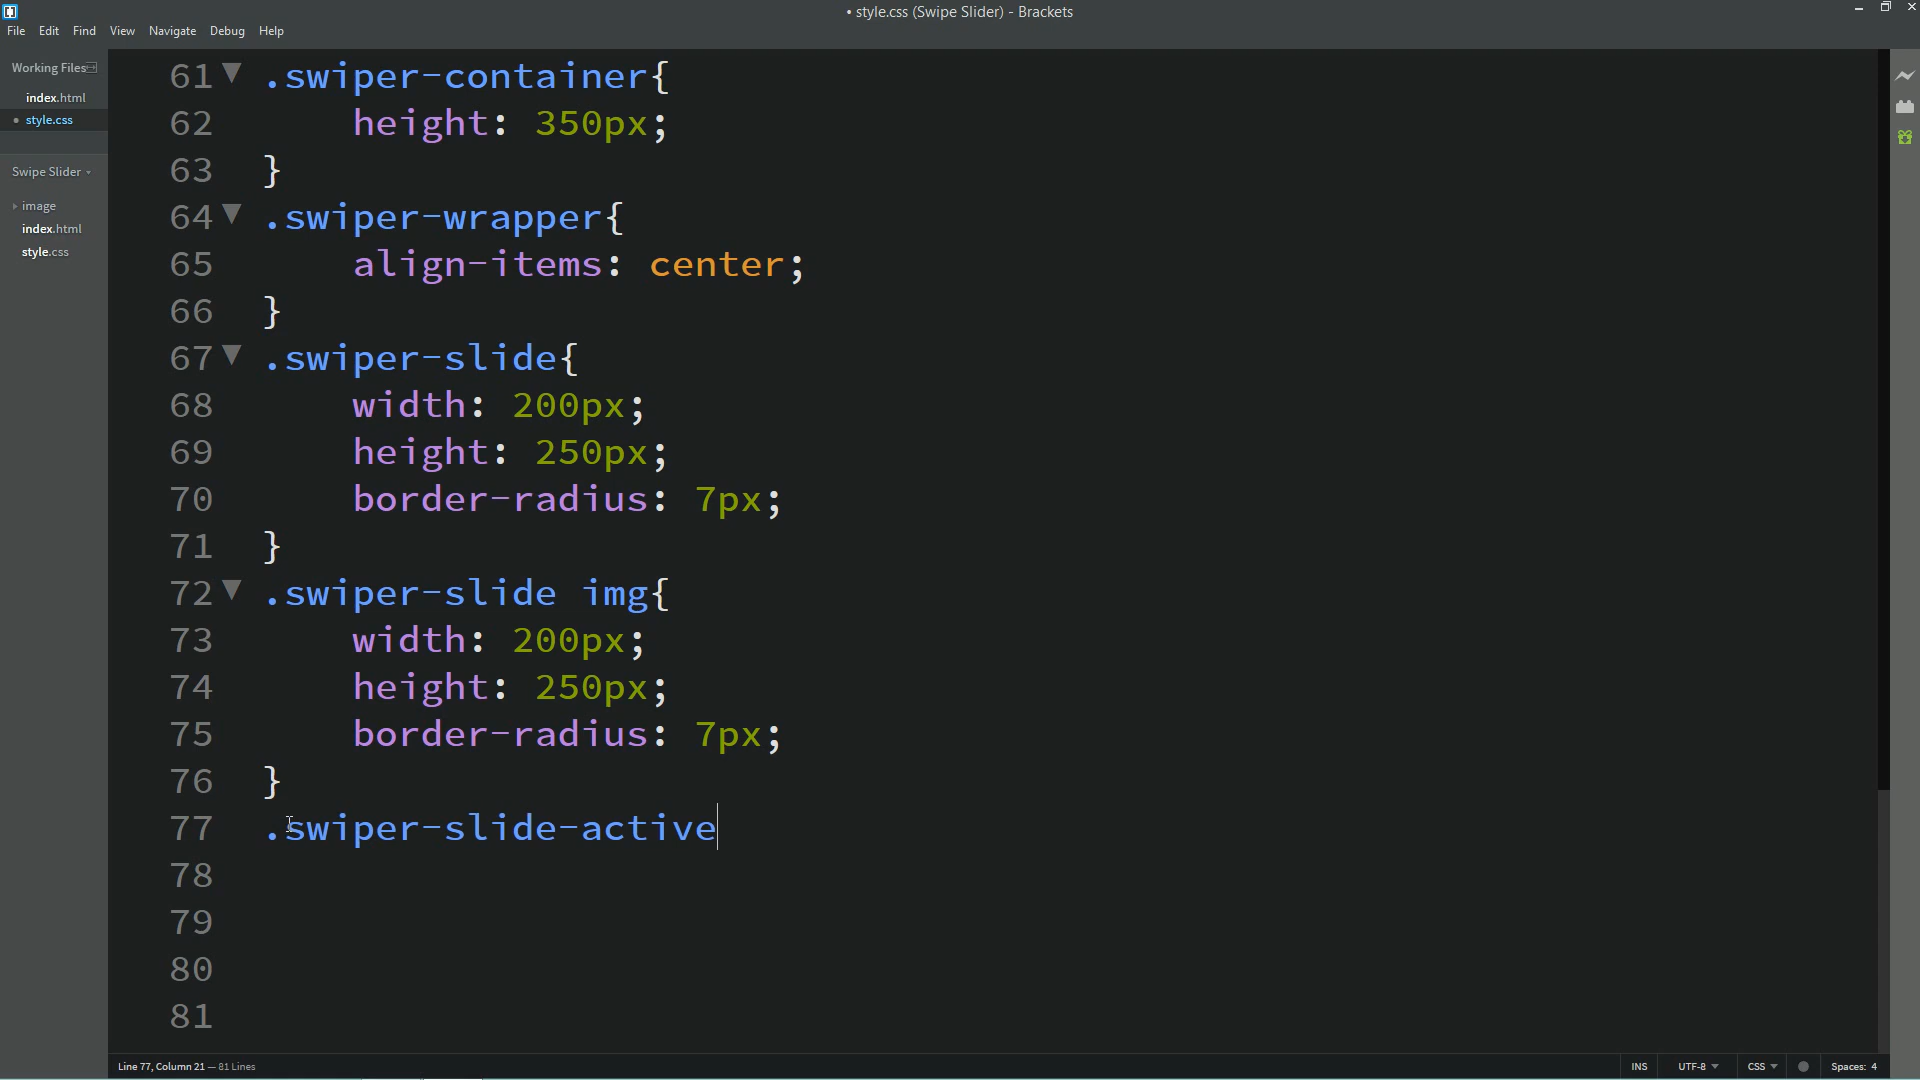 • style.css (Swipe Slider) - Brackets
File Edit Find View Navigate Debug Help
Working Files
index.html
• style.css
Swipe Slider
image
index.html
style.css
61 .swiper-container{
62 height: 350px;
63 }
64 .swiper-wrapper{
65 align-items: center;
66 }
67 .swiper-slide{
68 width: 200px;
69 height: 250px;
70 border-radius: 7px;
71 }
72 .swiper-slide img{
73 width: 200px;
74 height: 250px;
75 border-radius: 7px;
76 }
77 .swiper-slide-active
78
79
80
81
Line 77, Column 21 — 81 Lines INS UTF-8 CSS Spaces: 4